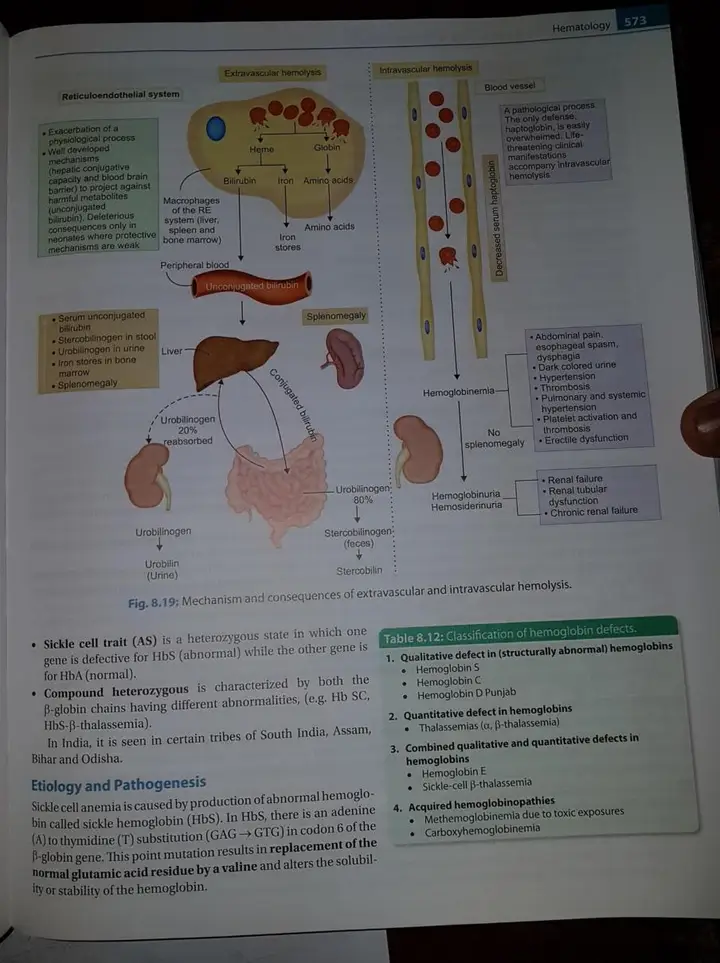 Hematology 573
Extravascular hemolysis
Reticuloendothelial system
• Exacerbation of a
physiological process
• Well developed
mechanisms
(hepatic conjugative
capacity and blood brain
barrier) to project against
harmful metabolites
(unconjugated
bilirubin). Deleterious
consequences only in
neonates where protective
mechanisms are weak
Heme
Globin
Bilirubin
Iron
Amino acids
Macrophages
of the RE
system (liver,
spleen and
bone marrow)
Iron
stores
Amino acids
Peripheral blood
Unconjugated bilirubin
• Serum unconjugated
bilirubin
• Stercobilinogen in stool
• Urobilinogen in urine
• Iron stores in bone
marrow
• Splenomegaly
Splenomegaly
Liver
Conjugated bilirubin
Urobilinogen
20%
reabsorbed
Urobilinogen
80%
Urobilinogen
Urobilin
(Urine)
Stercobilinogen
(feces)
Stercobilin
Intravascular hemolysis
Blood vessel
A pathological process
The only defense,
haptoglobin, is easily
overwhelmed. Life-
threatening clinical
manifestations
accompany intravascular
hemolysis
Decreased serum haptoglobin
Hemoglobinemia
• Abdominal pain,
esophageal spasm,
dysphagia
• Dark colored urine
• Hypertension
• Thrombosis
• Pulmonary and systemic
hypertension
• Platelet activation and
thrombosis
• Erectile dysfunction
No
splenomegaly
Hemoglobinuria
Hemosiderinuria
• Renal failure
• Renal tubular
dysfunction
• Chronic renal failure
Fig. 8.19: Mechanism and consequences of extravascular and intravascular hemolysis.
• Sickle cell trait (AS) is a heterozygous state in which one
gene is defective for HbS (abnormal) while the other gene is
for HbA (normal).
• Compound heterozygous is characterized by both the
β-globin chains having different abnormalities, (e.g. Hb SC,
HbS-β-thalassemia).
In India, it is seen in certain tribes of South India, Assam,
Bihar and Odisha.
Etiology and Pathogenesis
Sickle cell anemia is caused by production of abnormal hemoglo-
bin called sickle hemoglobin (HbS). In HbS, there is an adenine
(A) to thymidine (T) substitution (GAG → GTG) in codon 6 of the
β-globin gene. This point mutation results in replacement of the
normal glutamic acid residue by a valine and alters the solubil-
ity or stability of the hemoglobin.
Table 8.12: Classification of hemoglobin defects.
1. Qualitative defect in (structurally abnormal) hemoglobins
• Hemoglobin S
• Hemoglobin C
• Hemoglobin D Punjab
2. Quantitative defect in hemoglobins
• Thalassemias (α, β-thalassemia)
3. Combined qualitative and quantitative defects in
hemoglobins
• Hemoglobin E
• Sickle-cell β-thalassemia
4. Acquired hemoglobinopathies
• Methemoglobinemia due to toxic exposures
• Carboxyhemoglobinemia